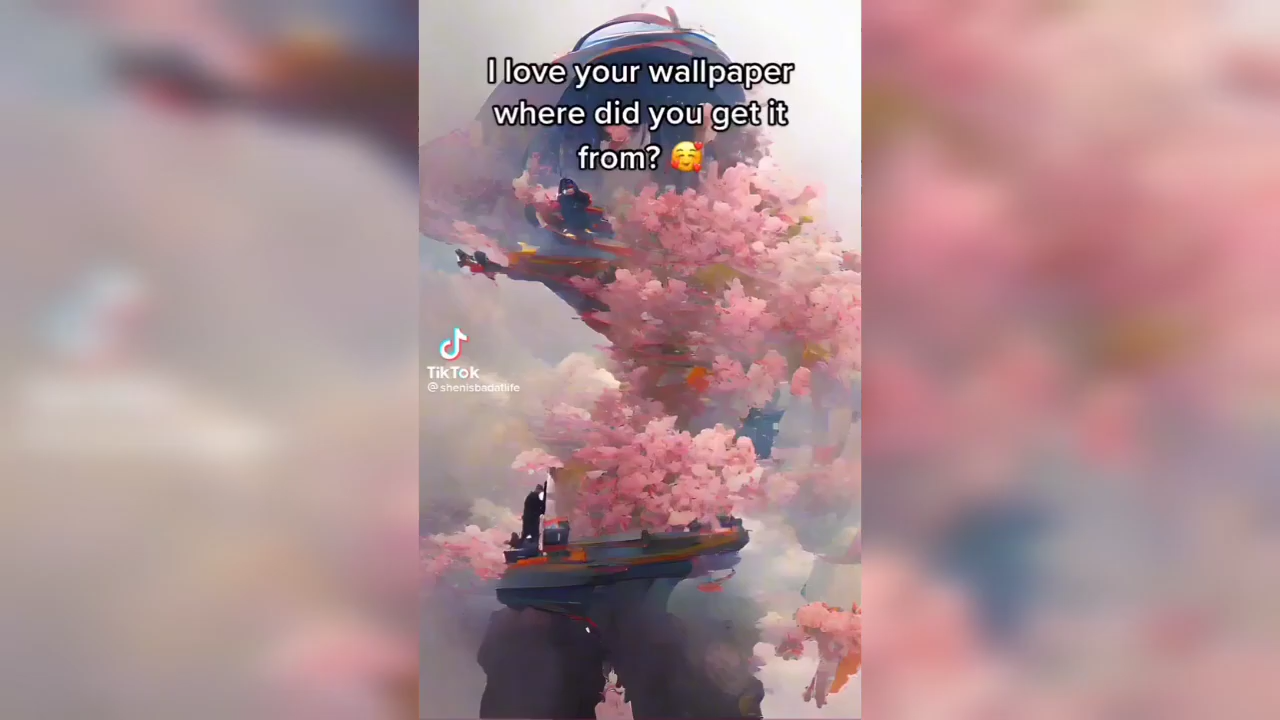 I love your wallpaper
where did you get it
from? 🥰
TikTok
@shenisbadatlife